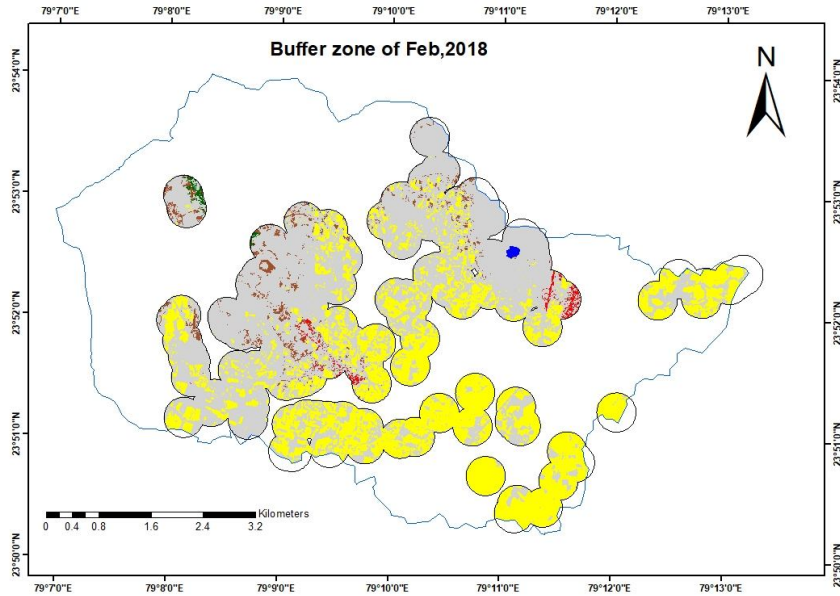 79°7'0"E 79°8'0"E 79°9'0"E 79°10'0"E 79°11'0"E 79°12'0"E 79°13'0"E
Buffer zone of Feb,2018
N
23°54'0"N 23°54'0"N
23°53'0"N 23°53'0"N
23°52'0"N 23°52'0"N
23°51'0"N 23°51'0"N
Kilometers
0 0.4 0.8 1.6 2.4 3.2
23°50'0"N 23°50'0"N
79°7'0"E 79°8'0"E 79°9'0"E 79°10'0"E 79°11'0"E 79°12'0"E 79°13'0"E